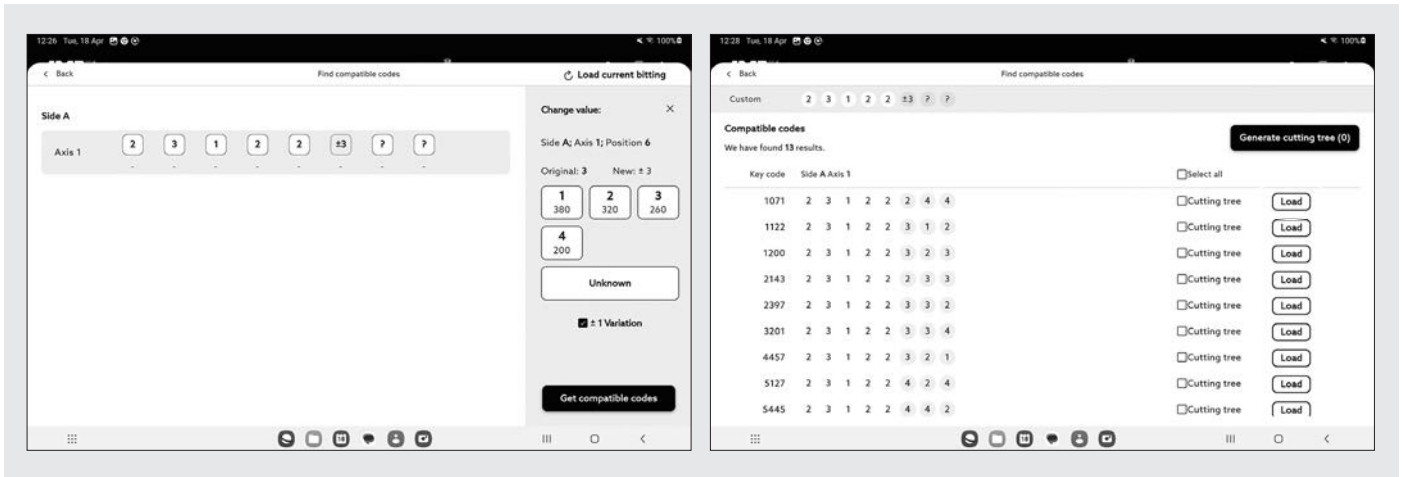 12:26 Tue, 18 Apr
100%
Back
Find compatible codes
Load current bitting
Side A
Axis 1 2 3 1 2 2 ±3 ? ?
- - - - - - - -
Change value:
Side A; Axis 1; Position 6
Original: 3 New: ± 3
1 2 3
380 320 260
4
200
Unknown
± 1 Variation
Get compatible codes
12:28 Tue, 18 Apr
100%
Back
Find compatible codes
Custom 2 3 1 2 2 ±3 ? ?
Compatible codes
We have found 13 results.
Generate cutting tree (0)
Key code Side A Axis 1 Select all
1071 2 3 1 2 2 2 4 4 Cutting tree Load
1122 2 3 1 2 2 3 1 2 Cutting tree Load
1200 2 3 1 2 2 3 2 3 Cutting tree Load
2143 2 3 1 2 2 2 3 3 Cutting tree Load
2397 2 3 1 2 2 3 3 2 Cutting tree Load
3201 2 3 1 2 2 3 3 4 Cutting tree Load
4457 2 3 1 2 2 3 2 1 Cutting tree Load
5127 2 3 1 2 2 4 2 4 Cutting tree Load
5445 2 3 1 2 2 4 4 2 Cutting tree Load